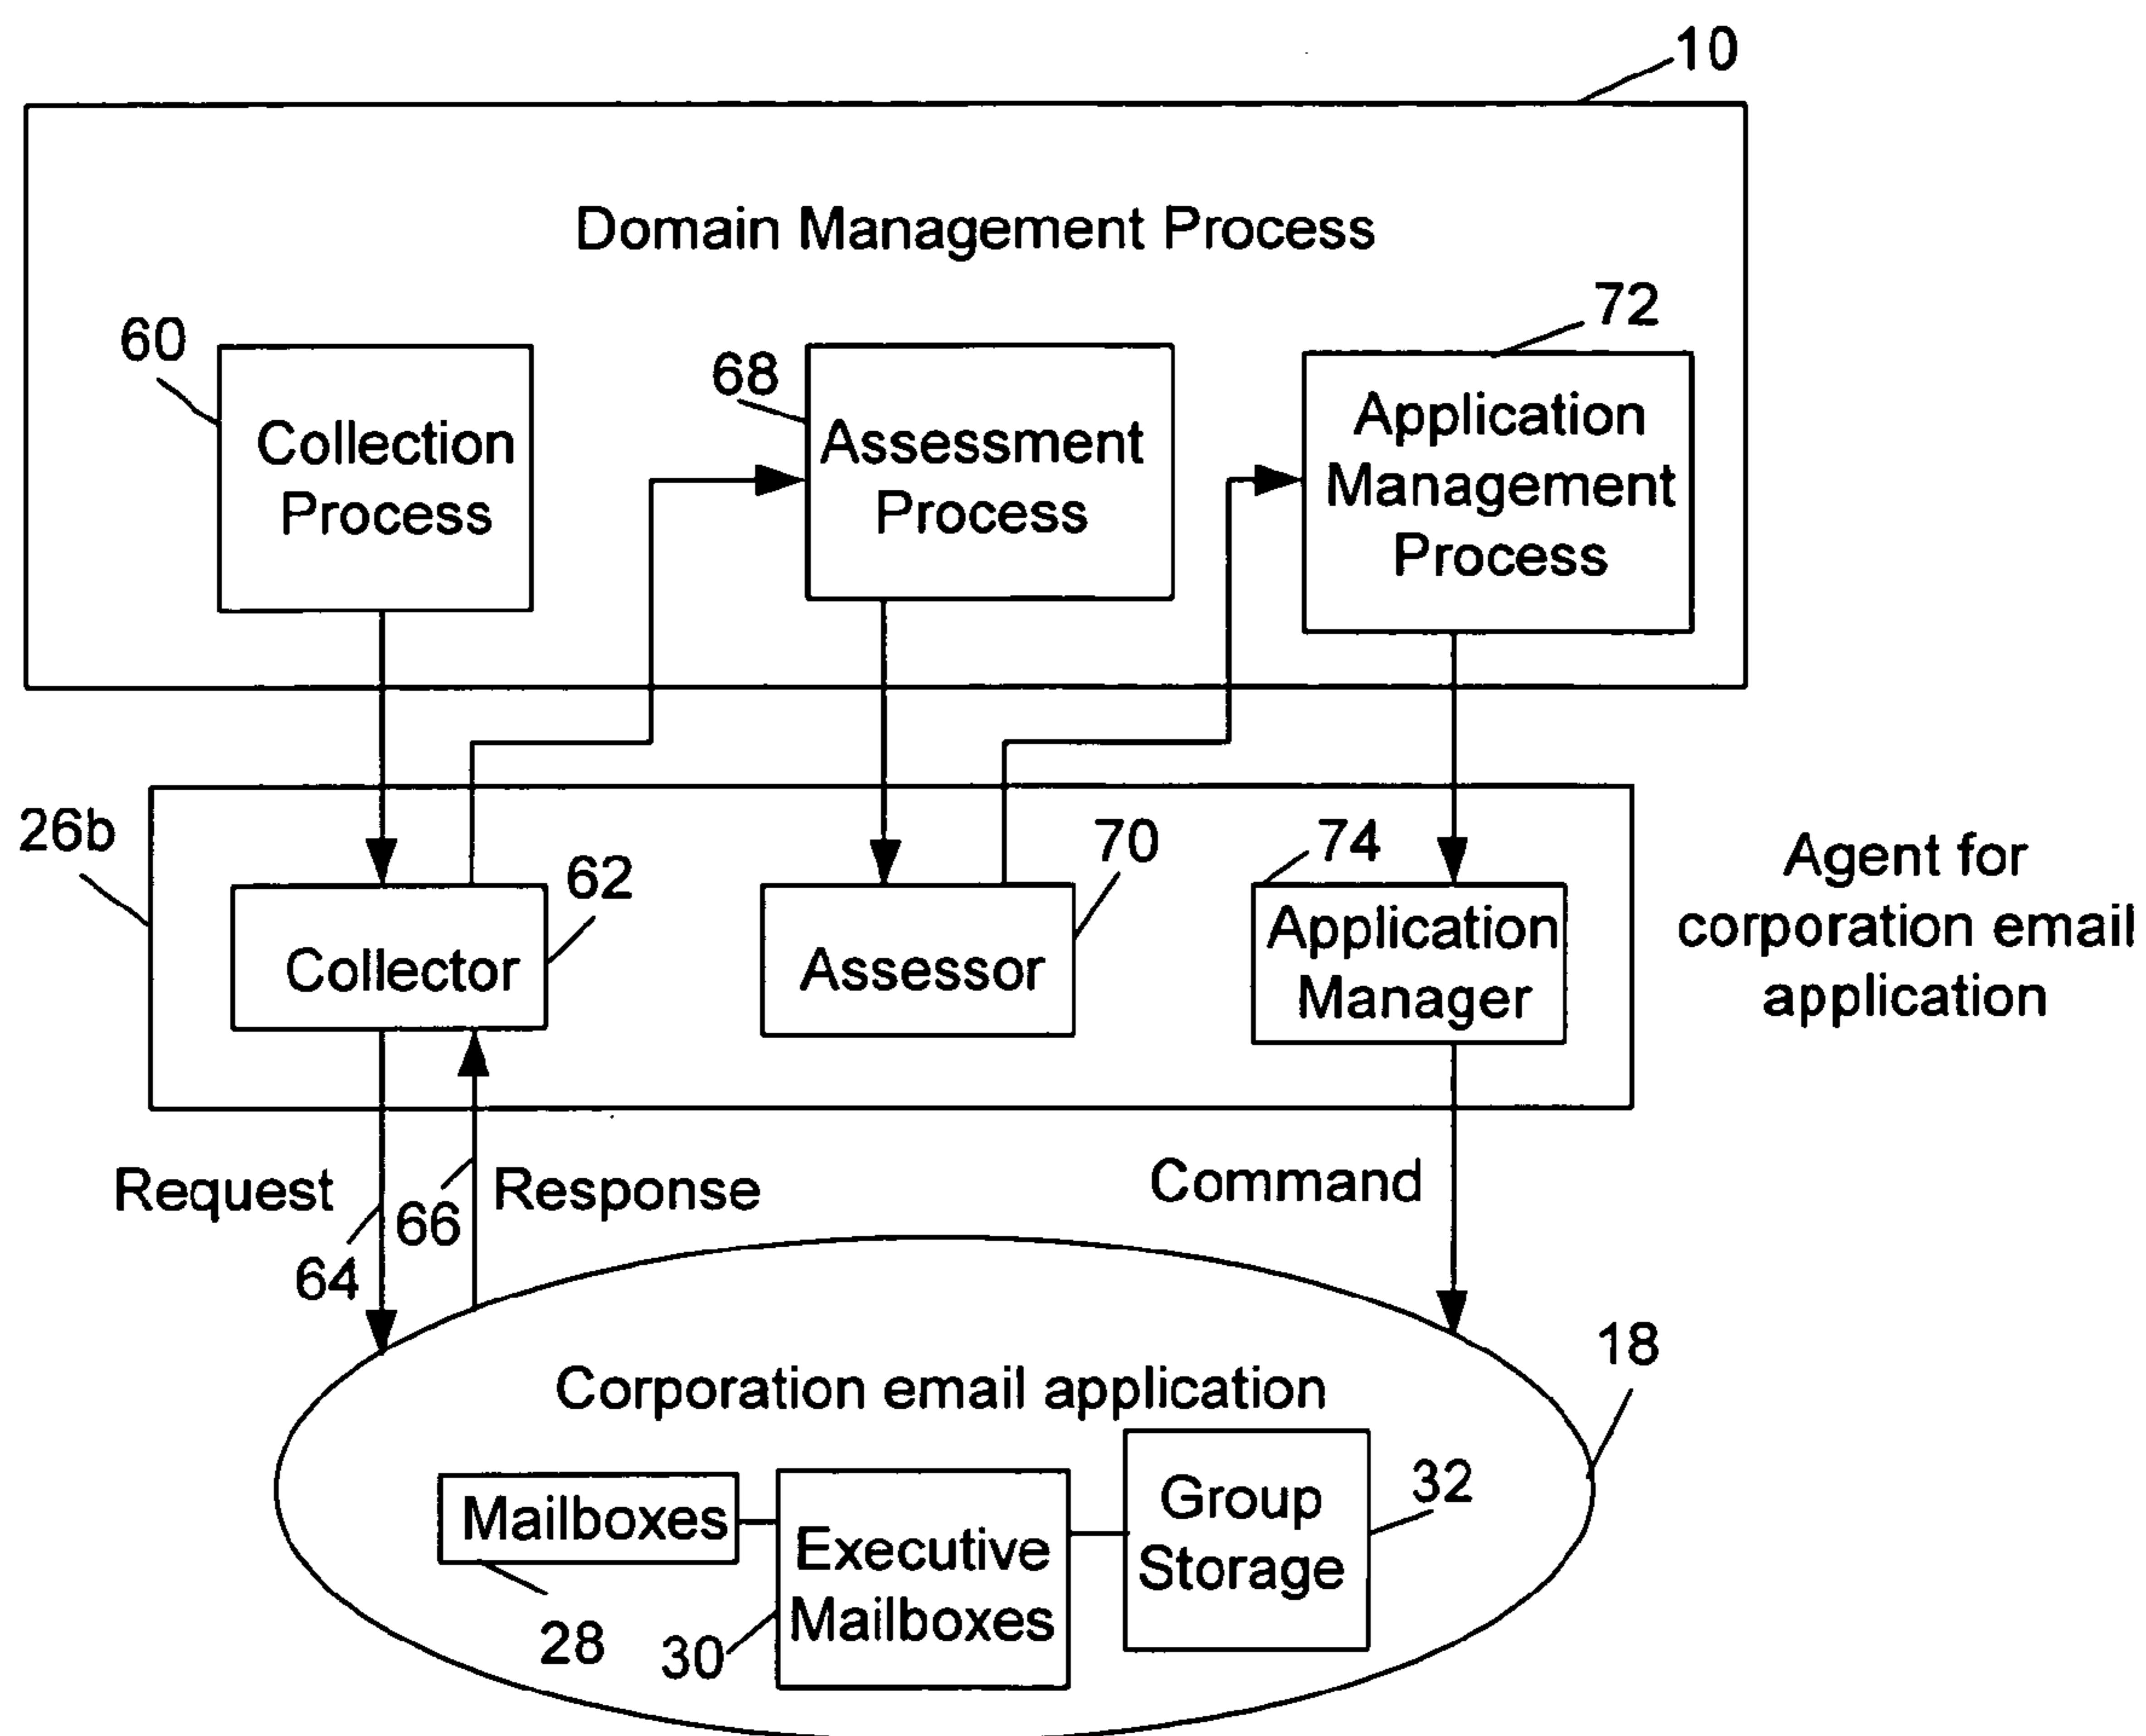 10
Domain Management Process
60
Collection
Process
68
Assessment
Process
72
Application
Management
Process
26b
62
Collector
70
Assessor
74
Application
Manager
Agent for
corporation email
application
Request
64
66
Response
Command
18
Corporation email application
Mailboxes
28
Executive
Mailboxes
30
Group
Storage
32